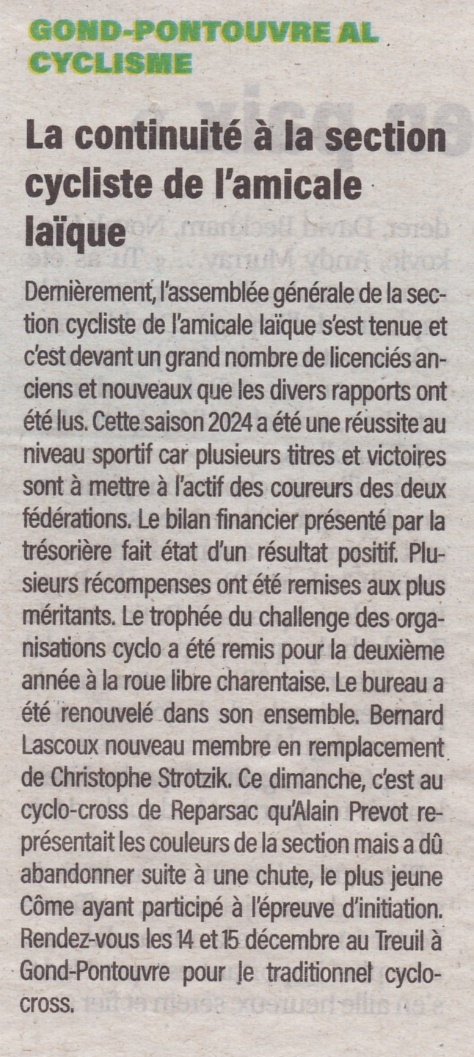 GOND-PONTOUVRE AL
CYCLISME
La continuité à la section
cycliste de l'amicale
laïque
Dernièrement, l'assemblée générale de la sec-
tion cycliste de l'amicale laïque s'est tenue et
c'est devant un grand nombre de licenciés an-
ciens et nouveaux que les divers rapports ont
été lus. Cette saison 2024 a été une réussite au
niveau sportif car plusieurs titres et victoires
sont à mettre à l'actif des coureurs des deux
fédérations. Le bilan financier présenté par la
trésorière fait état d'un résultat positif. Plu-
sieurs récompenses ont été remises aux plus
méritants. Le trophée du challenge des orga-
nisations cyclo a été remis pour la deuxième
année à la roue libre charentaise. Le bureau a
été renouvelé dans son ensemble. Bernard
Lascoux nouveau membre en remplacement
de Christophe Strotzik. Ce dimanche, c'est au
cyclo-cross de Reparsac qu'Alain Prevot re-
présentait les couleurs de la section mais a dû
abandonner suite à une chute, le plus jeune
Côme ayant participé à l'épreuve d'initiation.
Rendez-vous les 14 et 15 décembre au Treuil à
Gond-Pontouvre pour le traditionnel cyclo-
cross.